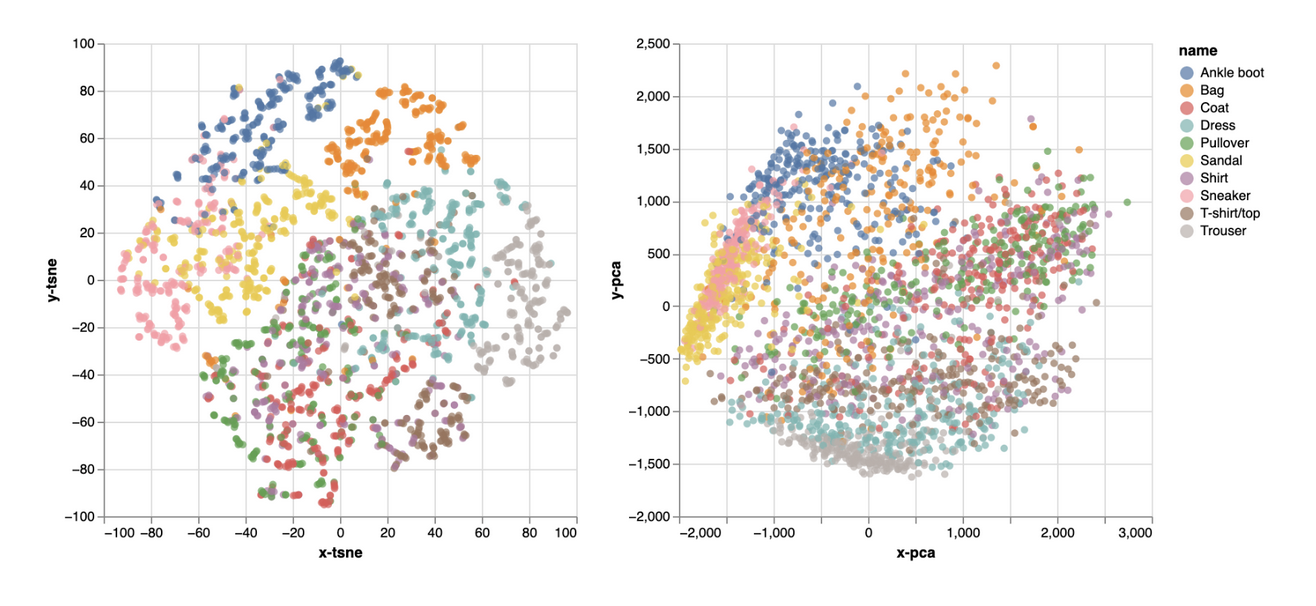 100
80
60
40
20
0
−20
−40
−60
−80
−100
y-tsne
−100 −80 −60 −40 −20 0 20 40 60 80 100
x-tsne
2,500
2,000
1,500
1,000
500
0
−500
−1,000
−1,500
−2,000
y-pca
−2,000 −1,000 0 1,000 2,000 3,000
x-pca
name
Ankle boot
Bag
Coat
Dress
Pullover
Sandal
Shirt
Sneaker
T-shirt/top
Trouser